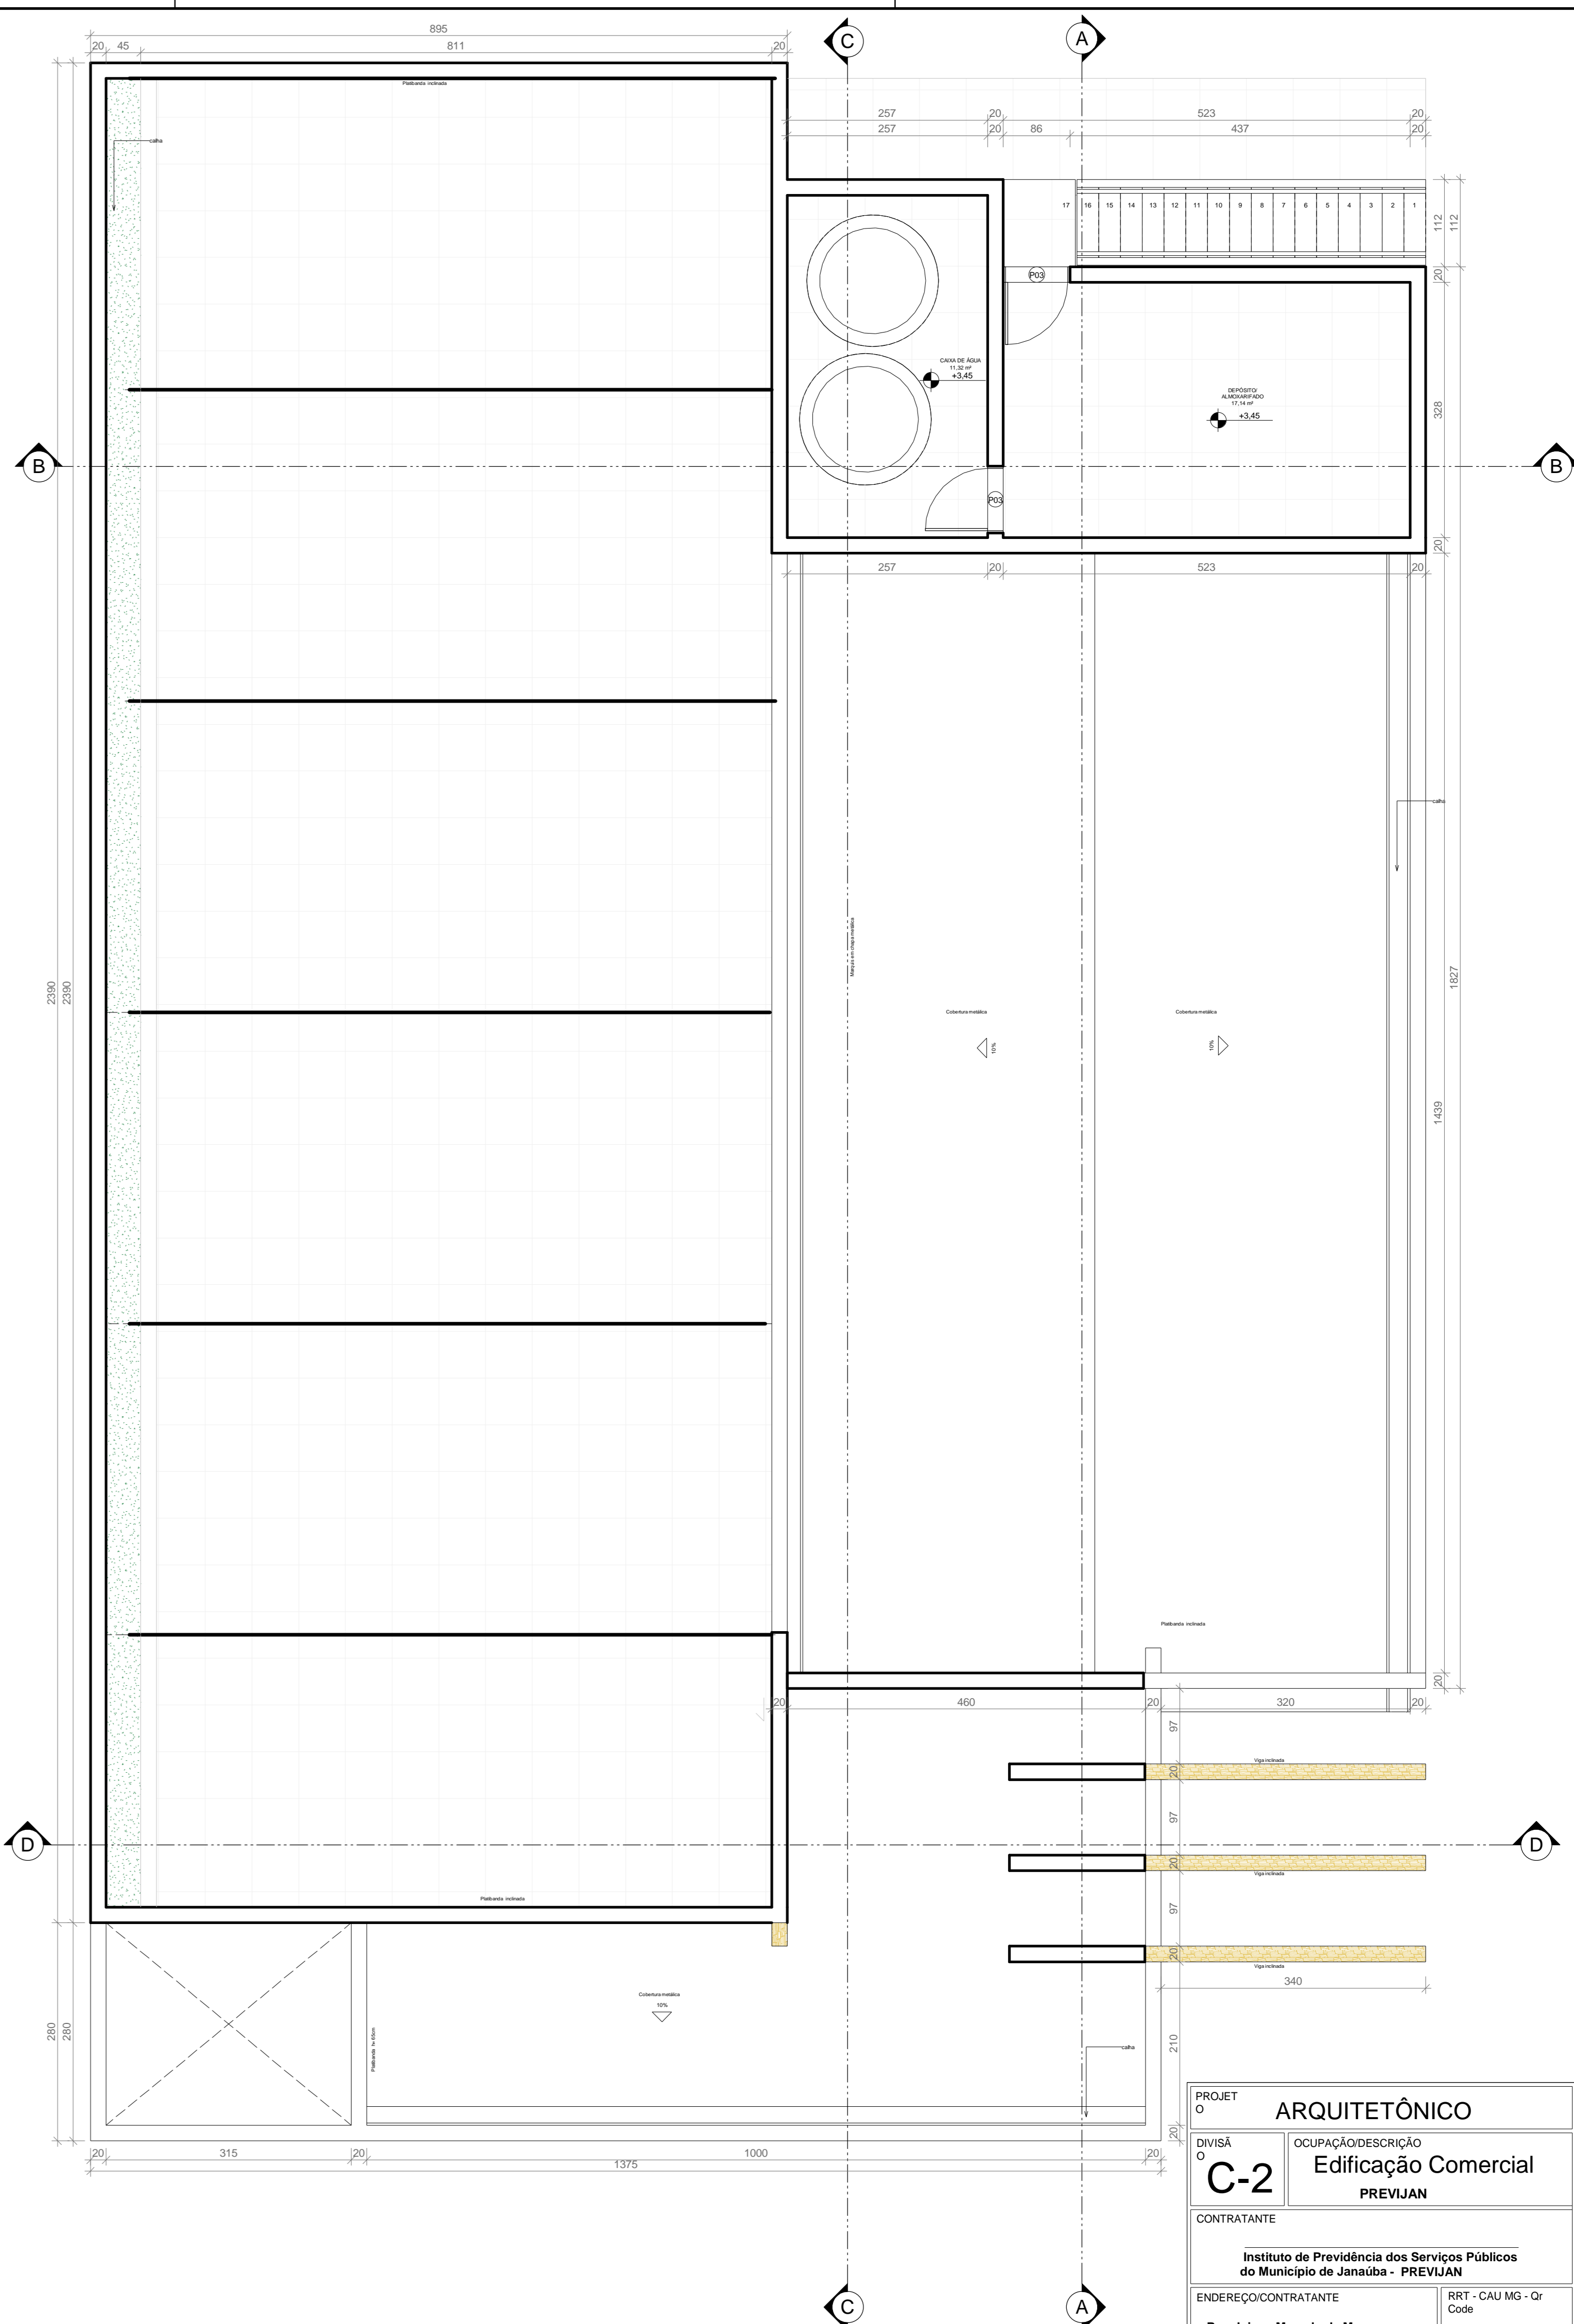 895
20
45
811
20
C
A
Platibanda inclinada
calha
257
20
523
20
257
20
86
437
20
17
16
15
14
13
12
11
10
9
8
7
6
5
4
3
2
1
112
112
P03
20
CAIXA DE ÁGUA
11,32 m²
+3,45
DEPÓSITO/
ALMOXARIFADO
17,14 m²
+3,45
328
B
B
P03
20
257
20
523
20
calha
2390
2390
1827
Cobertura metálica
Cobertura metálica
10%
10%
1439
Platibanda inclinada
20
20
460
20
320
20
97
Viga inclinada
20
97
D
D
20
Viga inclinada
Platibanda inclinada
97
20
Viga inclinada
340
Cobertura metálica
10%
280
280
Platibanda h= 65cm
calha
210
20
20
315
20
1000
20
1375
PROJET
O
ARQUITETÔNICO
DIVISÃ
O
C-2
OCUPAÇÃO/DESCRIÇÃO
Edificação Comercial
PREVIJAN
CONTRATANTE
Instituto de Previdência dos Serviços Públicos
do Município de Janaúba - PREVIJAN
ENDEREÇO/CONTRATANTE
RRT - CAU MG - Qr
Code
C
A